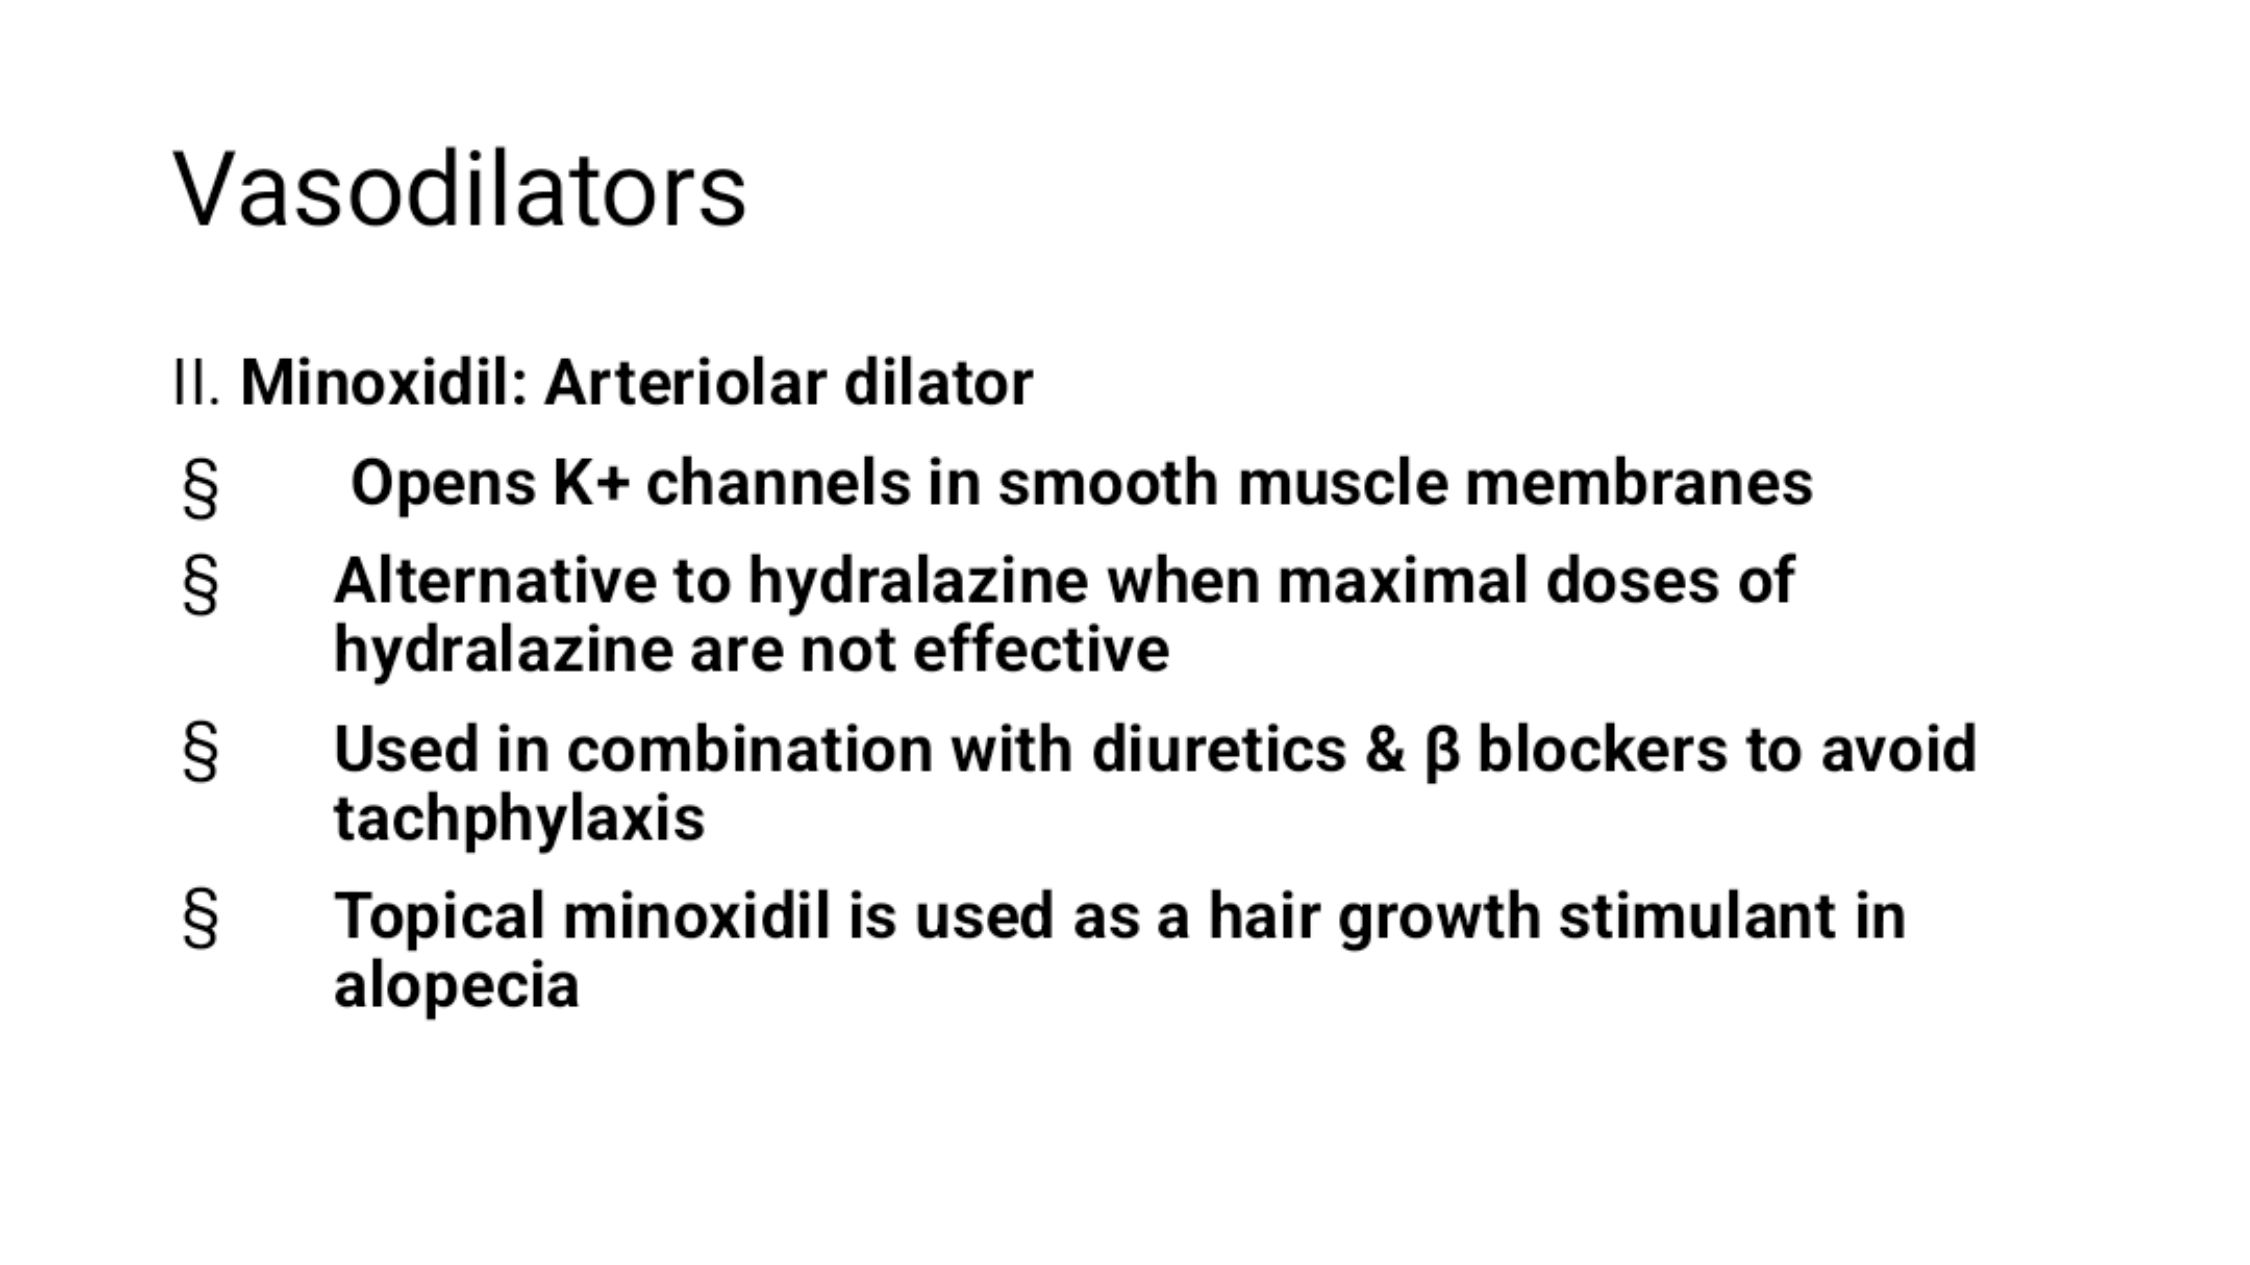 Vasodilators
II. Minoxidil: Arteriolar dilator
§ Opens K+ channels in smooth muscle membranes
§ Alternative to hydralazine when maximal doses of
hydralazine are not effective
§ Used in combination with diuretics & β blockers to avoid
tachphylaxis
§ Topical minoxidil is used as a hair growth stimulant in
alopecia